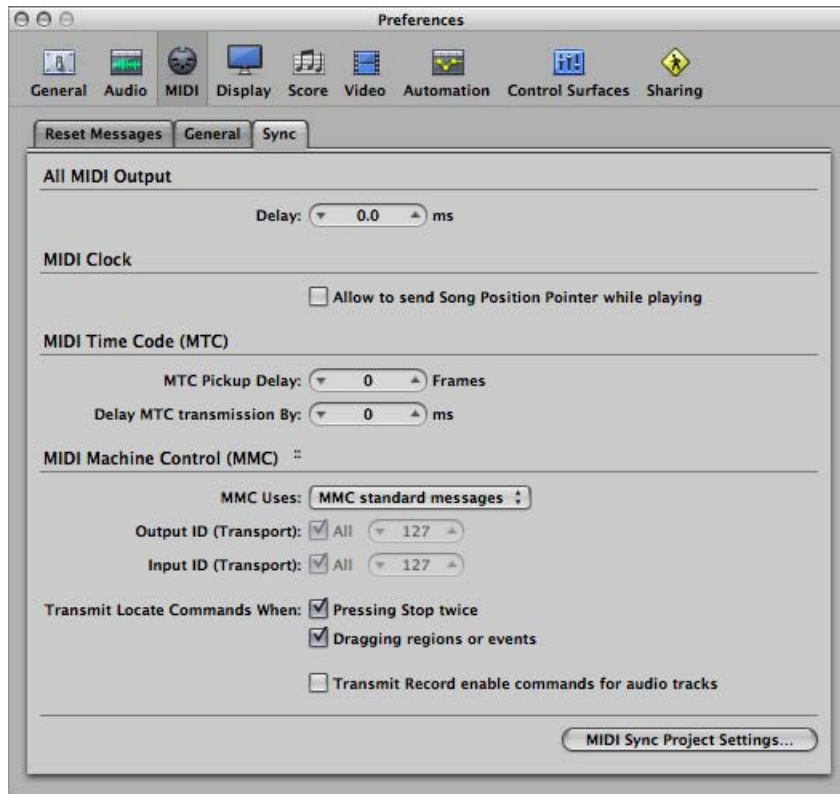 Preferences
General Audio MIDI Display Score Video Automation Control Surfaces Sharing
Reset Messages General Sync
All MIDI Output
Delay: 0.0 ms
MIDI Clock
Allow to send Song Position Pointer while playing
MIDI Time Code (MTC)
MTC Pickup Delay: 0 Frames
Delay MTC transmission By: 0 ms
MIDI Machine Control (MMC)
MMC Uses: MMC standard messages
Output ID (Transport): All 127
Input ID (Transport): All 127
Transmit Locate Commands When: Pressing Stop twice
Dragging regions or events
Transmit Record enable commands for audio tracks
MIDI Sync Project Settings...